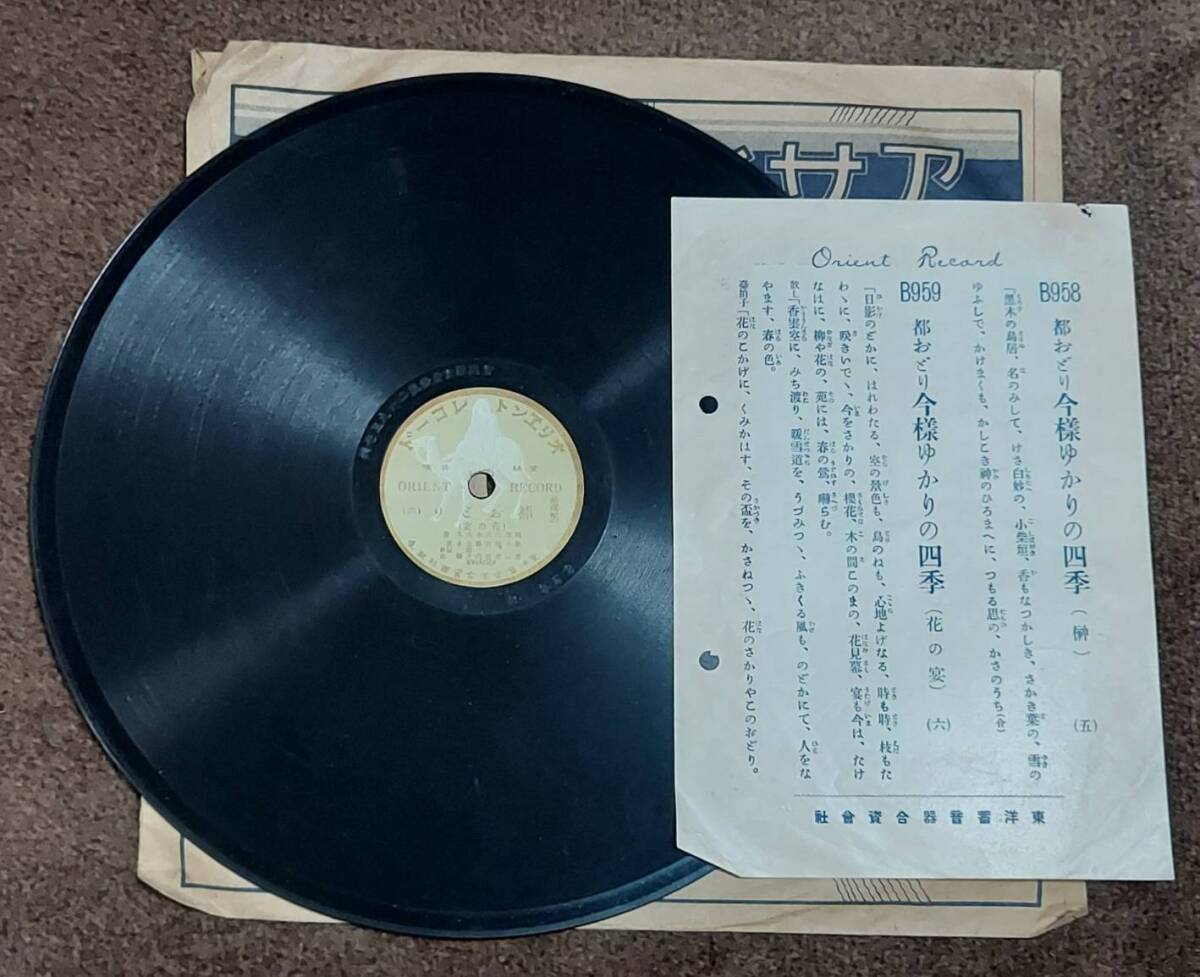 アサヒ
Orient Record
B958 都おどり今様ゆかりの四季（榊）（五）
「黒木の鳥居、名のみして、けさ白妙の、小柴垣、香もなつかしき、さかき葉の、雪の
ゆふしで、かけまくも、かしこき神のひろまへに、つもる思の、かさのうち（合）
B959 都おどり今様ゆかりの四季（花の宴）（六）
「日影のどかに、はれわたる、空の景色も、鳥のねも、心地よげなる、時も時、枝もた
わゝに、咲きいでヽ、今をさかりの、櫻花、木の間このまの、花見幕、宴も今は、たけ
なはに、柳や花の、苑には、春の鶯、囀らむ。
散し「香雲空に、みち渡り、暖雪道を、うづみつゝ、ふきくる風も、のどかにて、人をな
やます、春の色。
「花のこかげに、くみかはす、その盃を、かさねつゝ、花のさかりやこのおどり。
東洋蓄音器合資會社
オリエントレコード
ORIENT RECORD
都おどり（六）
（花の宴）